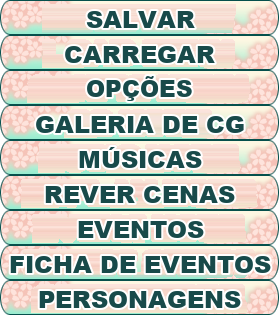 SALVAR
CARREGAR
OPÇÕES
GALERIA DE CG
MÚSICAS
REVER CENAS
EVENTOS
FICHA DE EVENTOS
PERSONAGENS